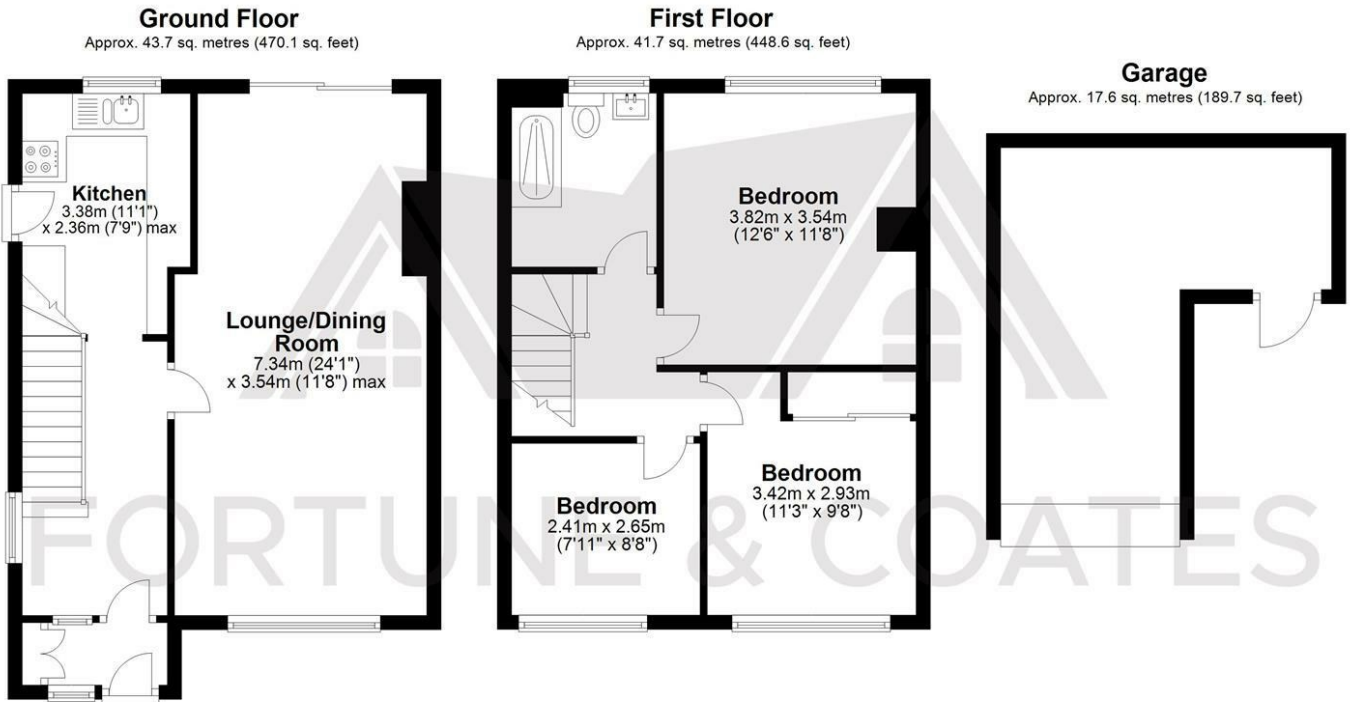 Ground Floor
Approx. 43.7 sq. metres (470.1 sq. feet)
Kitchen
3.38m (11'1")
x 2.36m (7'9") max
Lounge/Dining
Room
7.34m (24'1")
x 3.54m (11'8") max
First Floor
Approx. 41.7 sq. metres (448.6 sq. feet)
Bedroom
3.82m x 3.54m
(12'6" x 11'8")
Bedroom
2.41m x 2.65m
(7'11" x 8'8")
Bedroom
3.42m x 2.93m
(11'3" x 9'8")
Garage
Approx. 17.6 sq. metres (189.7 sq. feet)
FORTUNE & COATES